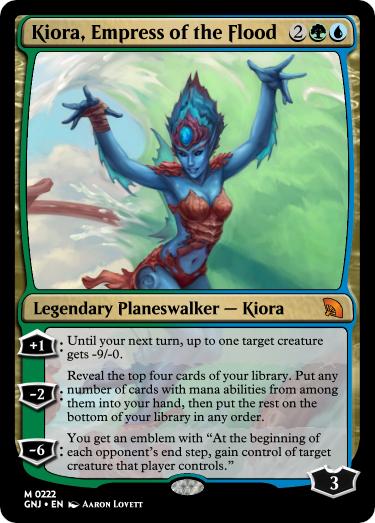 Kiora, Empress of the Flood 2
Legendary Planeswalker — Kiora
+1 : Until your next turn, up to one target creature
gets -9/-0.
Reveal the top four cards of your library. Put any
-2 : number of cards with mana abilities from among
them into your hand, then put the rest on the
bottom of your library in any order.
You get an emblem with “At the beginning of
-6 : each opponent’s end step, gain control of target
creature that player controls.”
3
M 0222
GNJ • EN Aaron Lovett